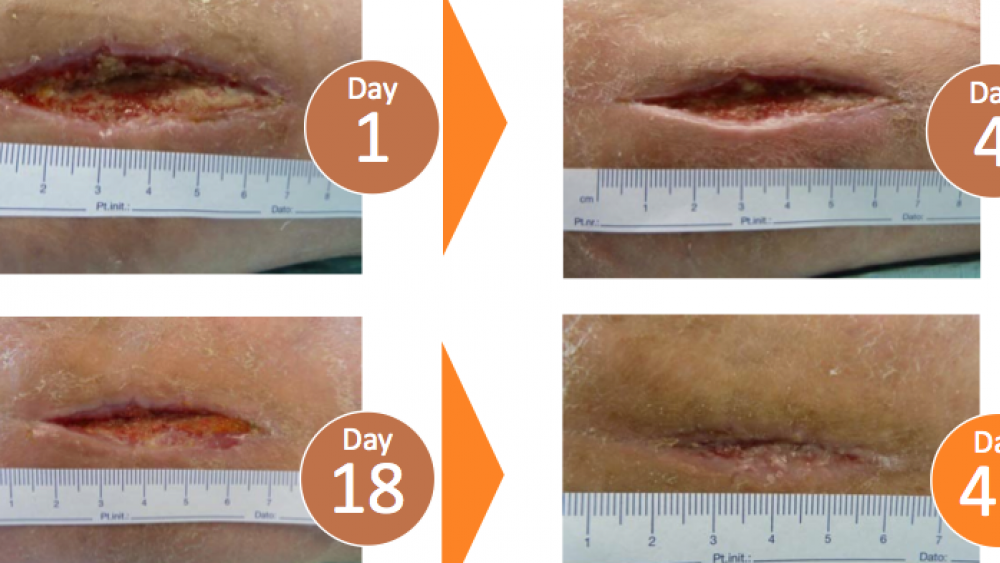 Day
1
2 3 4 5 6 7 8
Pt.init.: Dato:
4
cm 1 2 3 4 5 6 7 8
Pt.nr.: Pt.init.: Dato:
Day
18
1 2 3 4 5 6 7
Pt.init.: Dato:
4
1 2 3 4 5 6 7
Pt.init.: Dato: